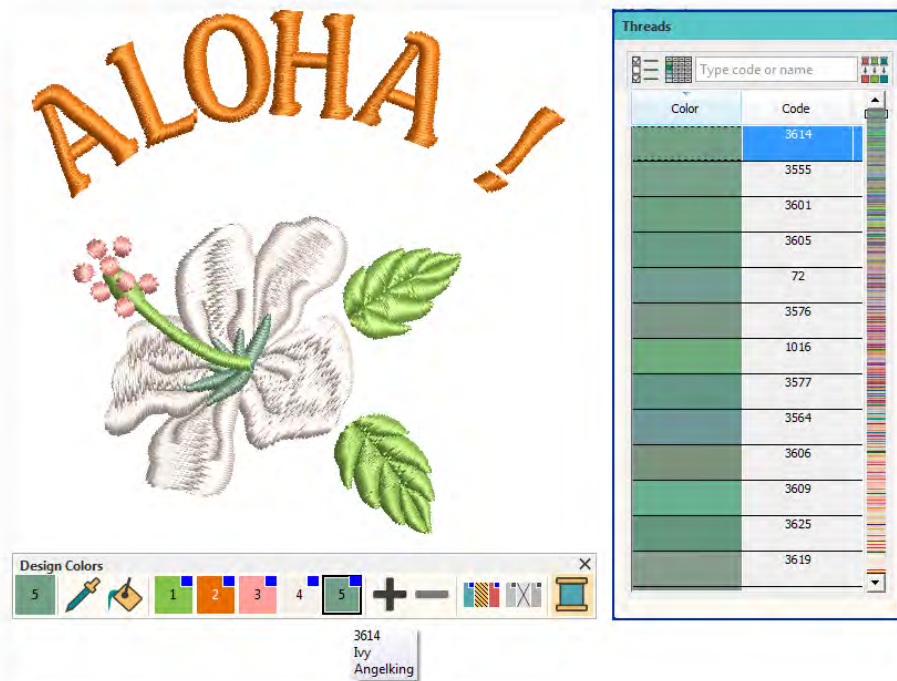 ALOHA !
Threads
Type code or name
Color Code
3614
3555
3601
3605
72
3576
1016
3577
3564
3606
3609
3625
3619
Design Colors
5 1 2 3 4 5
3614
Ivy
Angelking